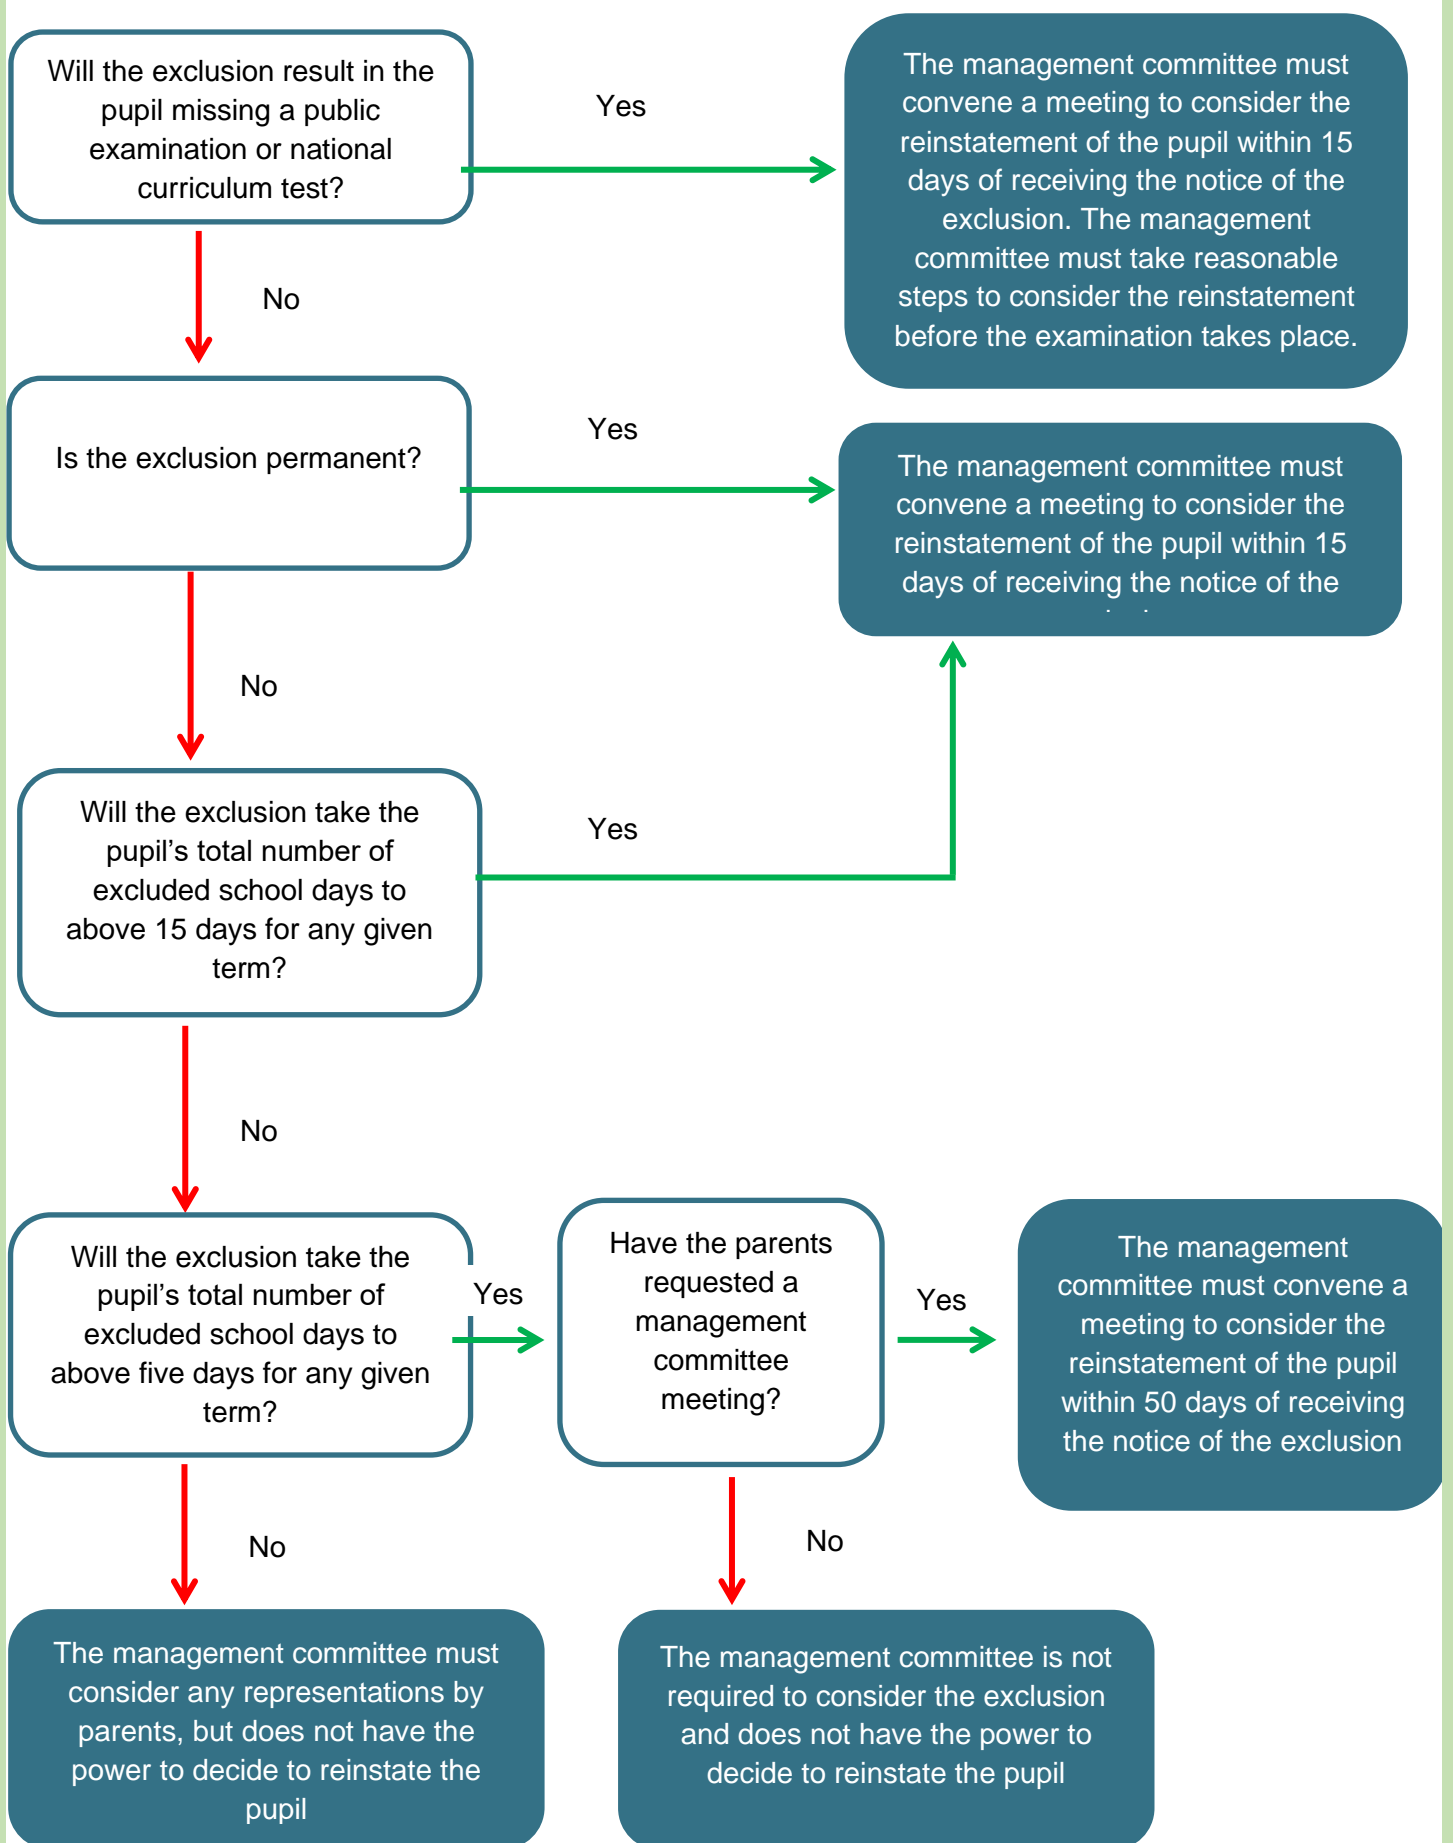 Will the exclusion result in the
pupil missing a public
examination or national
curriculum test?
Yes
The management committee must
convene a meeting to consider the
reinstatement of the pupil within 15
days of receiving the notice of the
exclusion. The management
committee must take reasonable
steps to consider the reinstatement
before the examination takes place.
No
Is the exclusion permanent?
Yes
The management committee must
convene a meeting to consider the
reinstatement of the pupil within 15
days of receiving the notice of the
No
Will the exclusion take the
pupil’s total number of
excluded school days to
above 15 days for any given
term?
Yes
No
Will the exclusion take the
pupil’s total number of
excluded school days to
above five days for any given
term?
Yes
Have the parents
requested a
management
committee
meeting?
Yes
The management
committee must convene a
meeting to consider the
reinstatement of the pupil
within 50 days of receiving
the notice of the exclusion
No
No
The management committee must
consider any representations by
parents, but does not have the
power to decide to reinstate the
pupil
The management committee is not
required to consider the exclusion
and does not have the power to
decide to reinstate the pupil